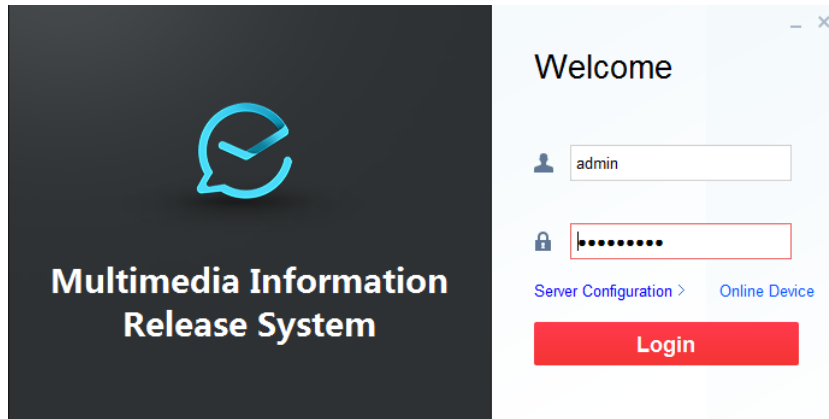 Multimedia Information
Release System
Welcome
admin
•••••••••
Server Configuration >
Online Device
Login